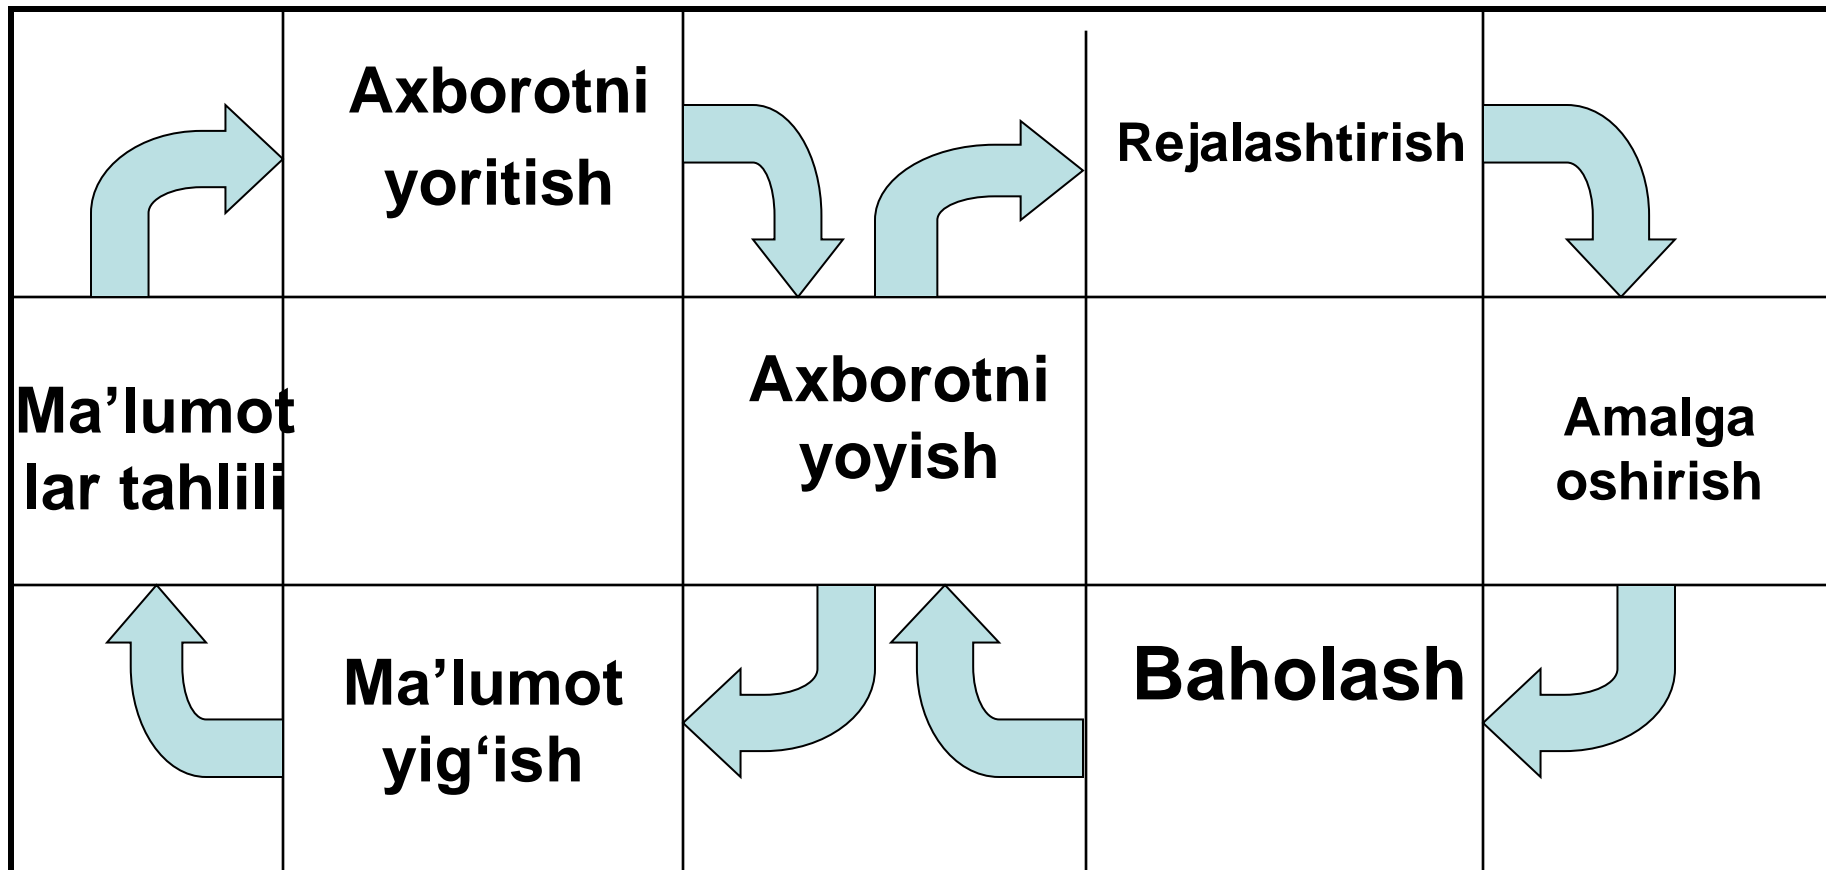 Axborotni
yoritish
Rejalashtirish
Ma’lumot
lar tahlili
Axborotni
yoyish
Amalga
oshirish
Ma’lumot
yig‘ish
Baholash